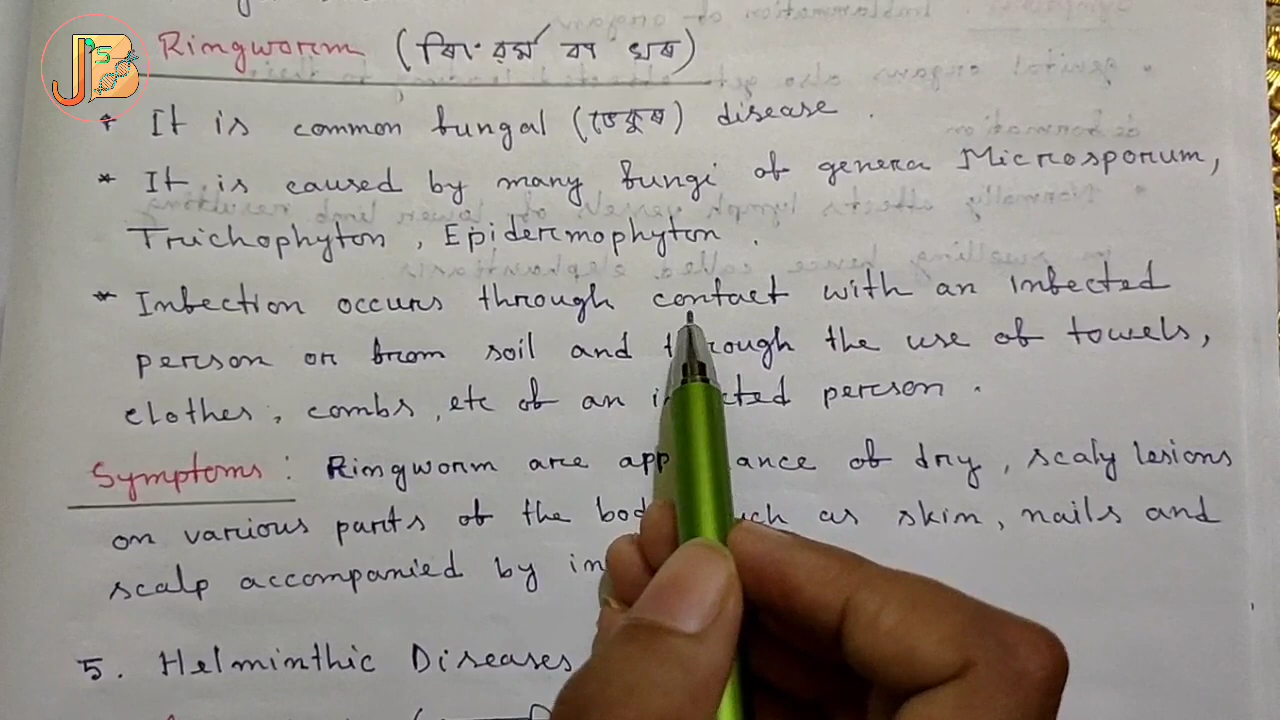 Ringworm (ৰিংৱৰ্ম বা খৰ)
* It is common fungal (ভেকুৰ) disease.
* It is caused by many fungi of genera Microsporum,
Trichophyton, Epidermophyton.
* Infection occurs through contact with an infected
person or from soil and through the use of towels,
clothes, combs, etc of an infected person.
Symptoms: Ringworm are appearance of dry, scaly lesions
on various parts of the body such as skin, nails and
scalp accompanied by
5. Helminthic Diseases